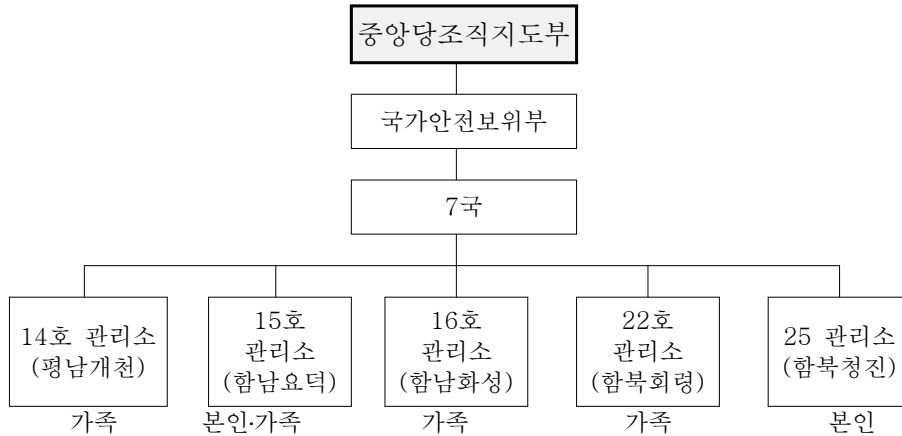 중앙당조직지도부
국가안전보위부
7국
14호 관리소
(평남개천)
15호
관리소
(함남요덕)
16호
관리소
(함남화성)
22호
관리소
(함북회령)
25 관리소
(함북청진)
가족
본인·가족
가족
가족
본인